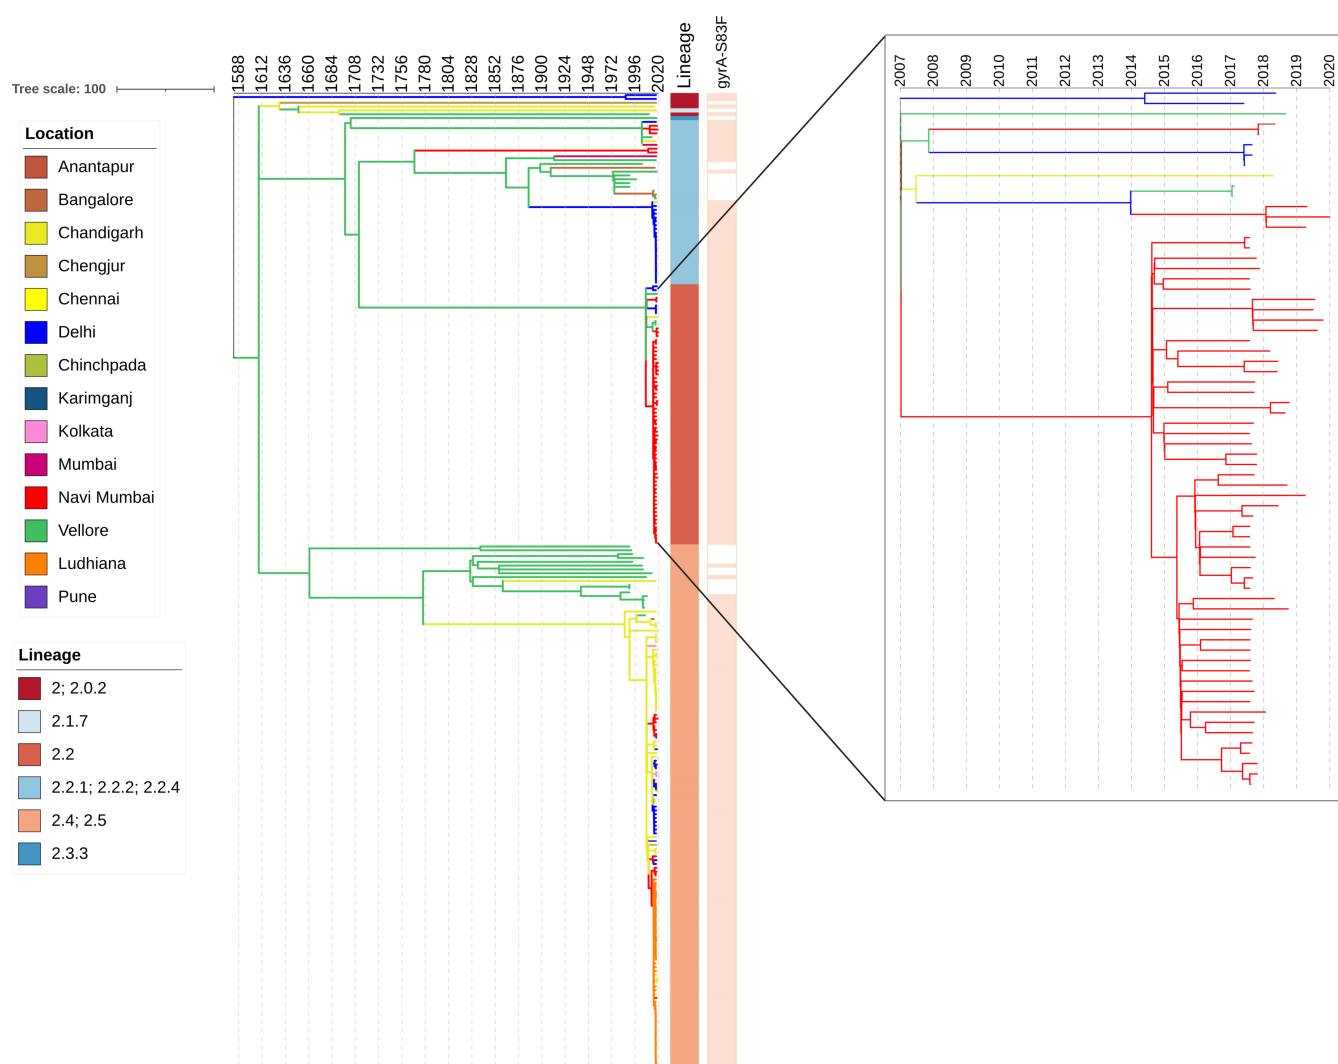 Tree scale: 100
1588 1612 1636 1660 1684 1708 1732 1756 1780 1804 1828 1852 1876 1900 1924 1948 1972 1996 2020
Lineage
gyrA-S83F
2007 2008 2009 2010 2011 2012 2013 2014 2015 2016 2017 2018 2019 2020
Location
Anantapur
Bangalore
Chandigarh
Chengjur
Chennai
Delhi
Chinchpada
Karimganj
Kolkata
Mumbai
Navi Mumbai
Vellore
Ludhiana
Pune
Lineage
2; 2.0.2
2.1.7
2.2
2.2.1; 2.2.2; 2.2.4
2.4; 2.5
2.3.3